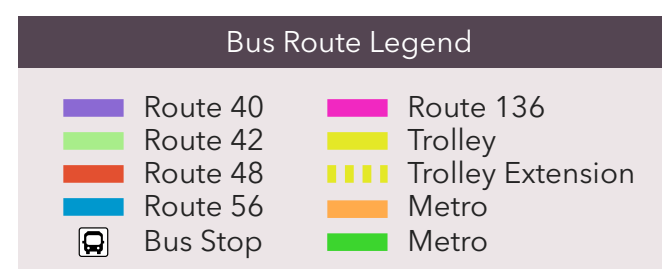 Bus Route Legend
Route 40
Route 42
Route 48
Route 56
Bus Stop
Route 136
Trolley
Trolley Extension
Metro
Metro